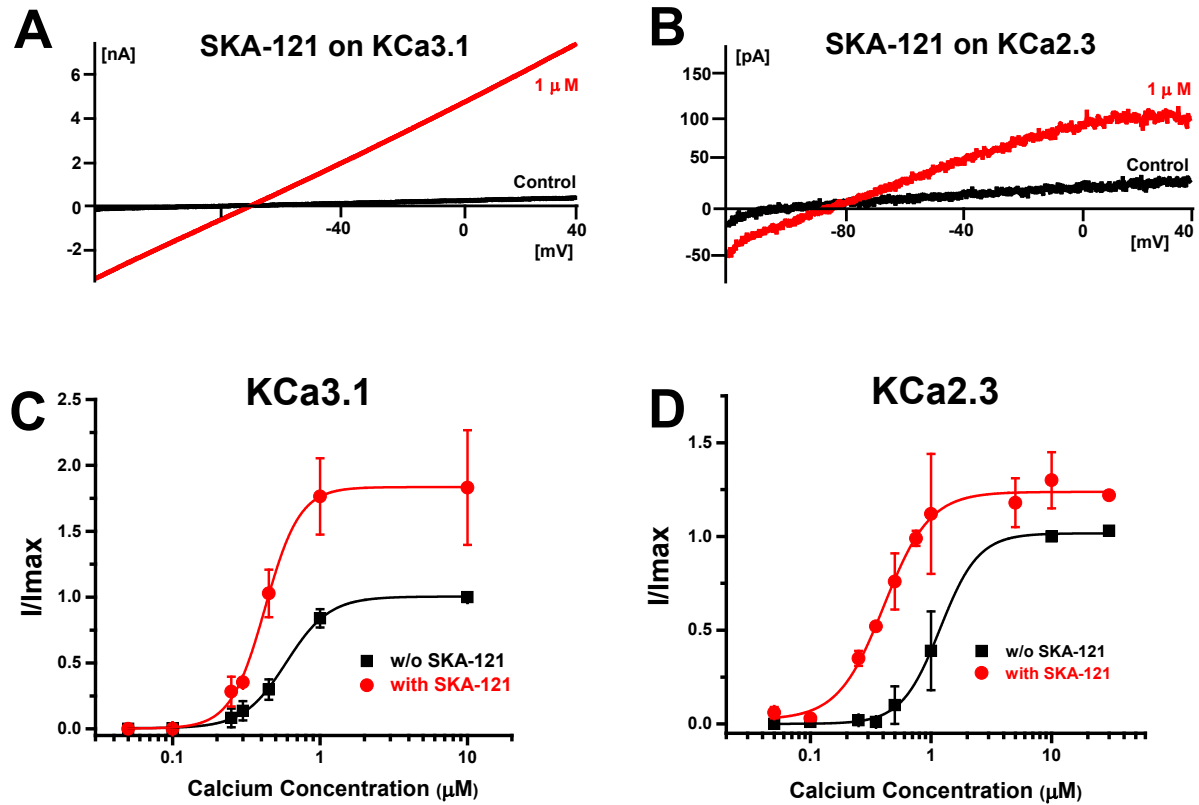 A
SKA-121 on KCa3.1
[nA]
6
4
2
0
-2
-40
0
40
[mV]
1 μ M
Control
B
SKA-121 on KCa2.3
[pA]
150
100
50
0
-50
-80
-40
0
40
[mV]
1 μ M
Control
C
KCa3.1
I/Imax
2.5
2.0
1.5
1.0
0.5
0.0
0.1
1
10
Calcium Concentration (μM)
w/o SKA-121
with SKA-121
D
KCa2.3
I/Imax
1.5
1.0
0.5
0.0
0.1
1
10
Calcium Concentration (μM)
w/o SKA-121
with SKA-121